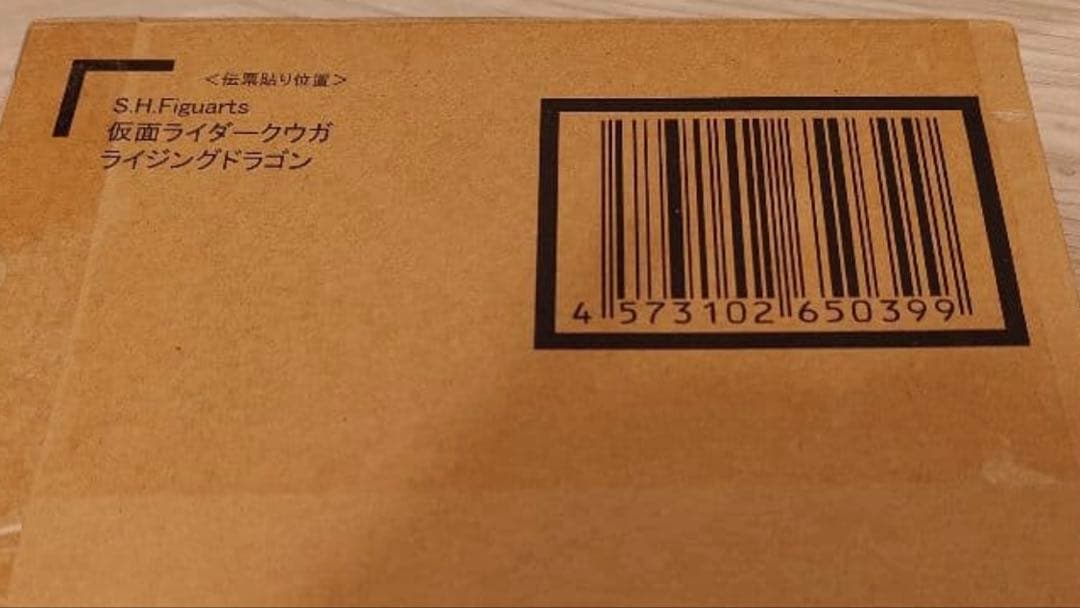 <伝票貼り位置>
S.H.Figuarts
仮面ライダークウガ
ライジングドラゴン
4 573102 650399